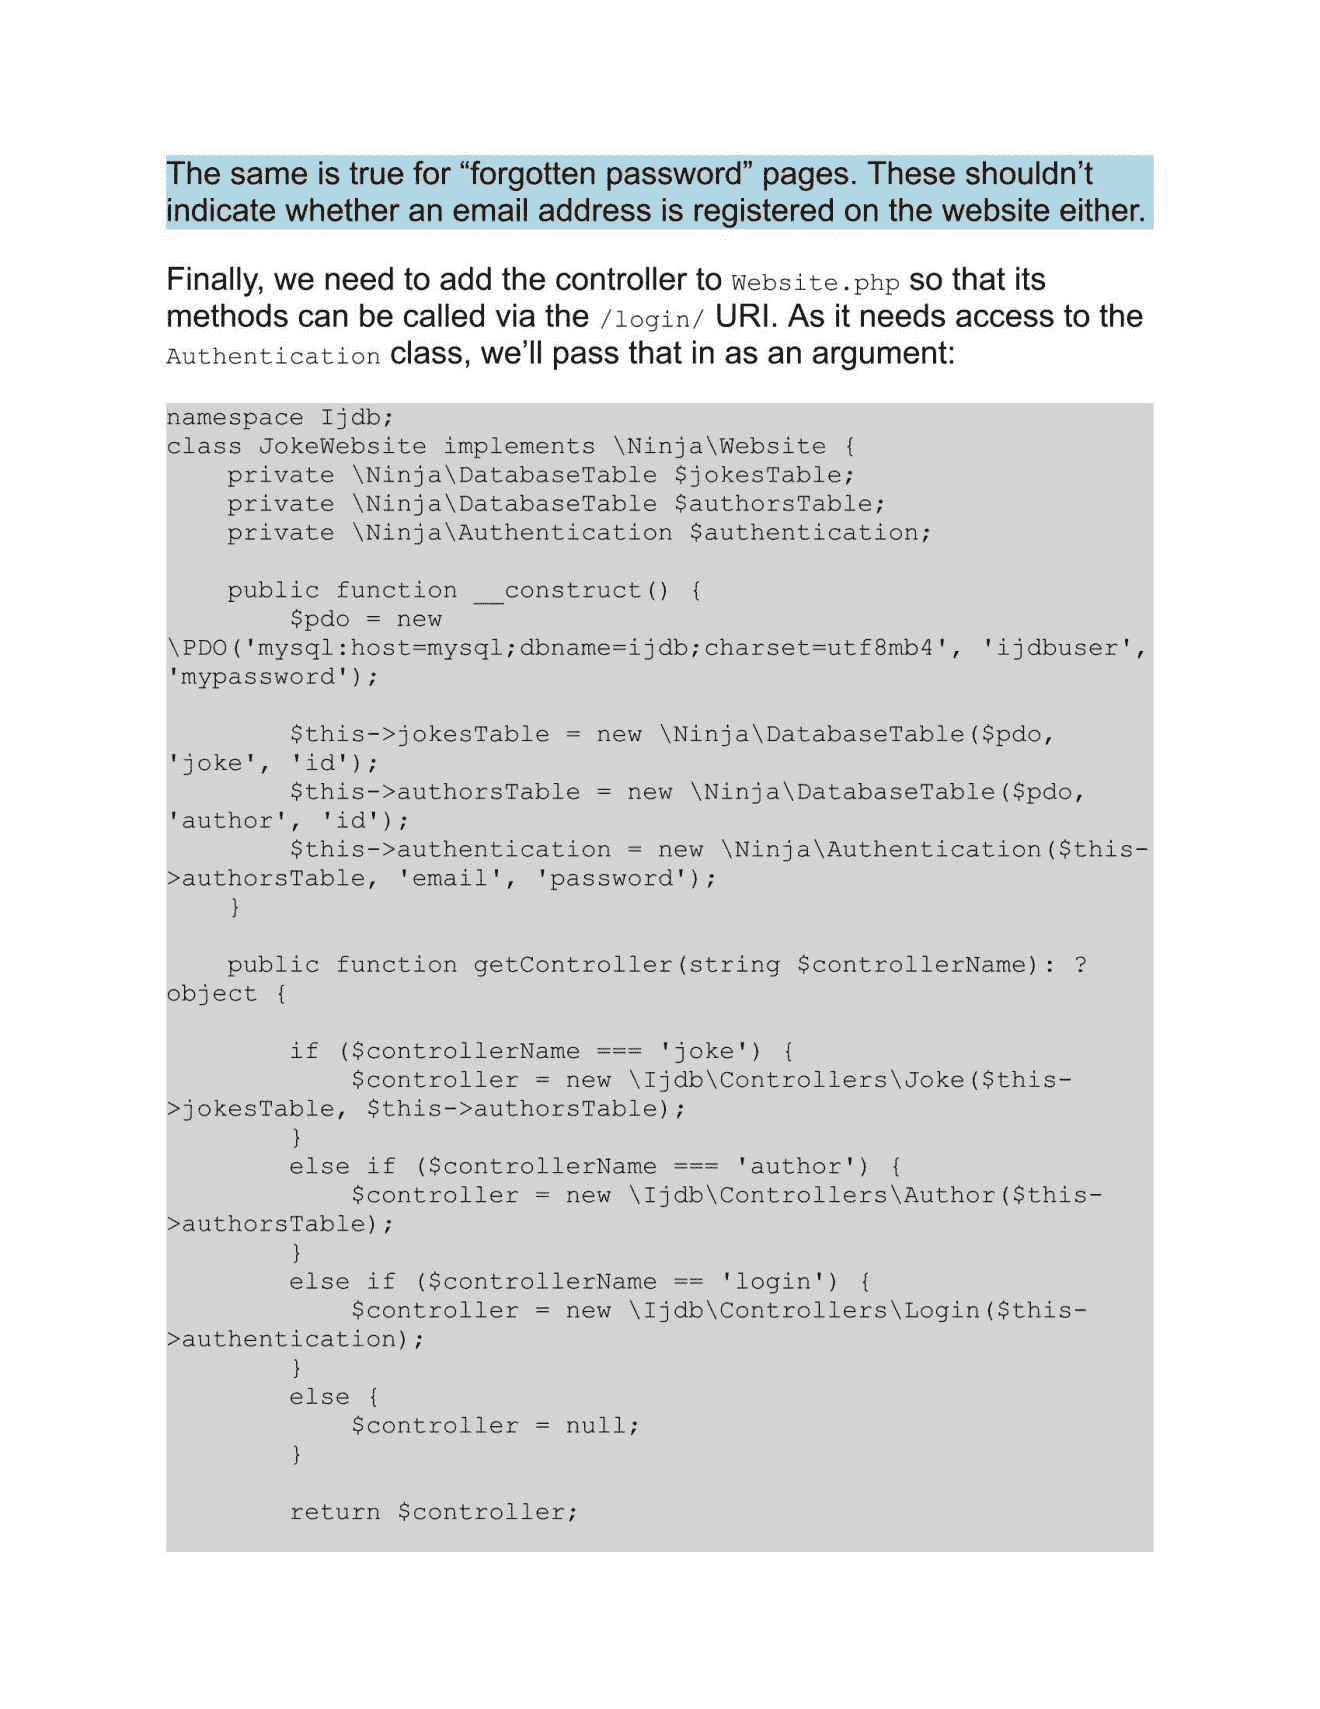 The same is true for “forgotten password” pages. These shouldn’t
indicate whether an email address is registered on the website either.
Finally, we need to add the controller to Website.php so that its
methods can be called via the /login/ URI. As it needs access to the
Authentication class, we’ll pass that in as an argument:
namespace Ijdb;
class JokeWebsite implements \Ninja\Website {
    private \Ninja\DatabaseTable $jokesTable;
    private \Ninja\DatabaseTable $authorsTable;
    private \Ninja\Authentication $authentication;
    public function __construct() {
        $pdo = new
\PDO('mysql:host=mysql;dbname=ijdb;charset=utf8mb4', 'ijdbuser',
'mypassword');
        $this->jokesTable = new \Ninja\DatabaseTable($pdo,
'joke', 'id');
        $this->authorsTable = new \Ninja\DatabaseTable($pdo,
'author', 'id');
        $this->authentication = new \Ninja\Authentication($this-
>authorsTable, 'email', 'password');
    }
    public function getController(string $controllerName): ?
object {
        if ($controllerName === 'joke') {
            $controller = new \Ijdb\Controllers\Joke($this-
>jokesTable, $this->authorsTable);
        }
        else if ($controllerName === 'author') {
            $controller = new \Ijdb\Controllers\Author($this-
>authorsTable);
        }
        else if ($controllerName == 'login') {
            $controller = new \Ijdb\Controllers\Login($this-
>authentication);
        }
        else {
            $controller = null;
        }
        return $controller;